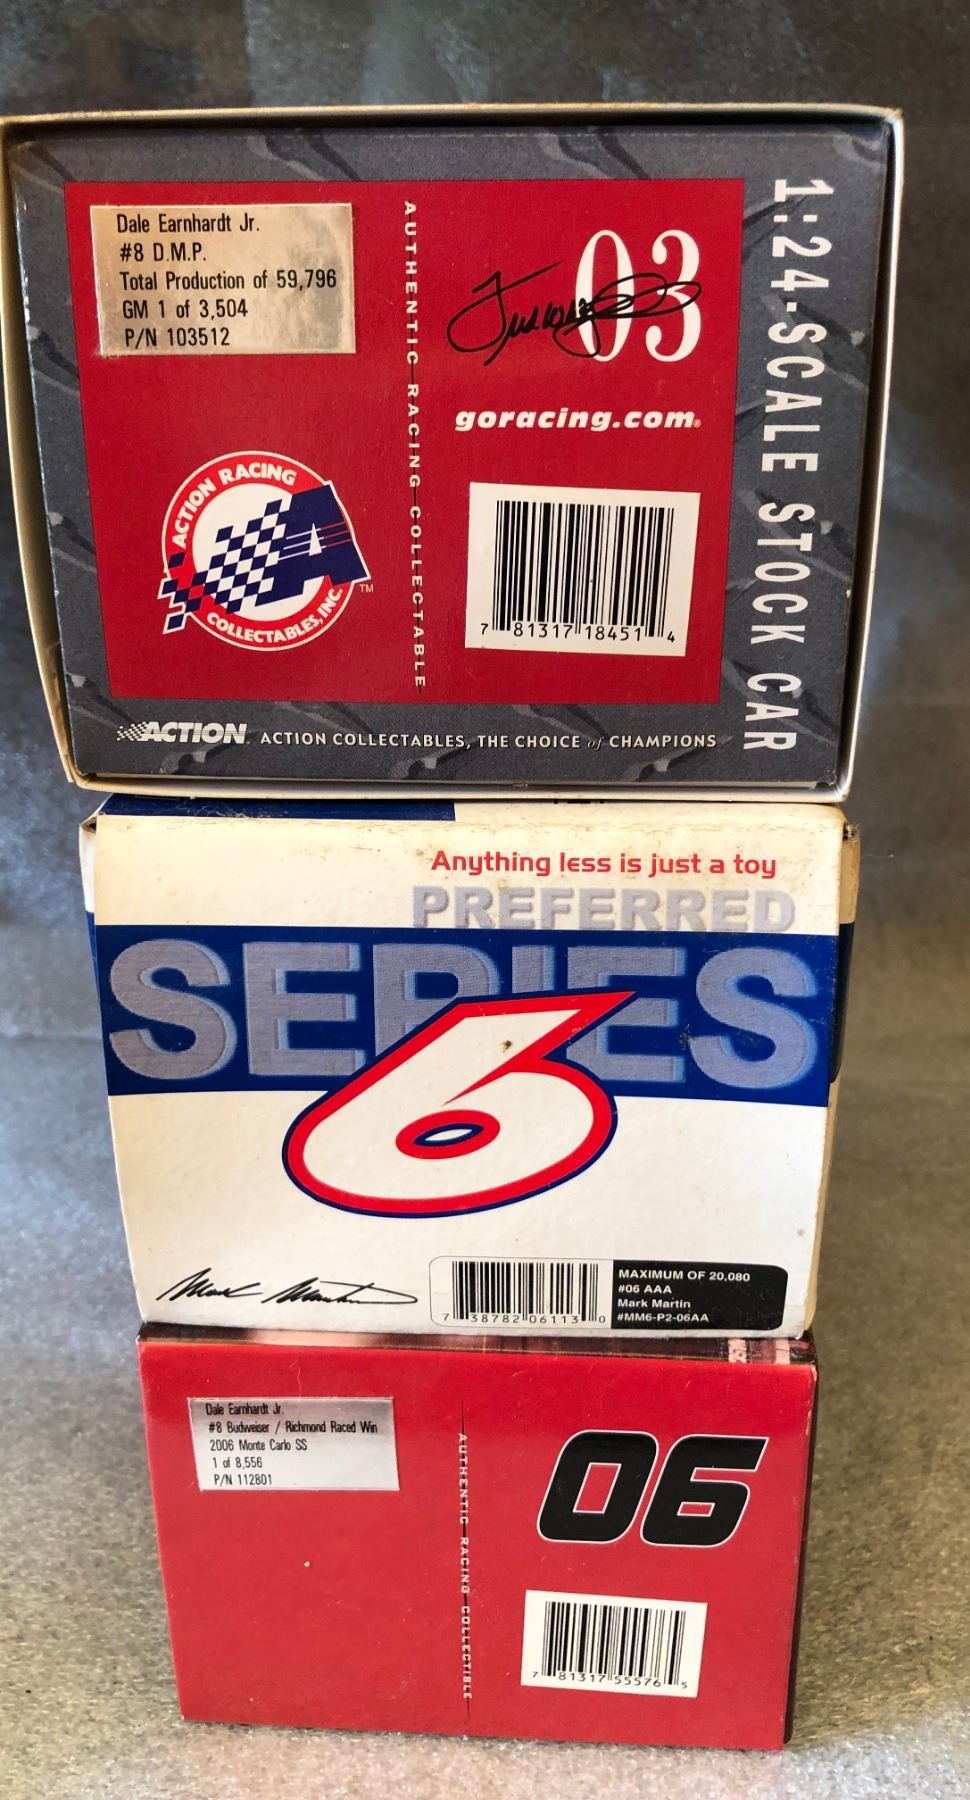 Dale Earnhardt Jr.
#8 D.M.P.
Total Production of 59,796
GM 1 of 3,504
P/N 103512
AUTHENTIC RACING COLLECTABLE
03
goracing.com®
ACTION RACING
COLLECTABLES, INC.
A
TM
7 81317 18451 4
1:24-SCALE STOCK CAR
ACTION. ACTION COLLECTABLES, THE CHOICE of CHAMPIONS
Anything less is just a toy
PREFERRED
SERIES
6
Mark Martin
7 38782 06113 0
MAXIMUM OF 20,080
#06 AAA
Mark Martin
#MM6-P2-06AA
Dale Earnhardt Jr.
#8 Budweiser / Richmond Raced Win
2006 Monte Carlo SS
1 of 8,556
P/N 112801
AUTHENTIC RACING COLLECTIBLE
06
7 81317 55576 5